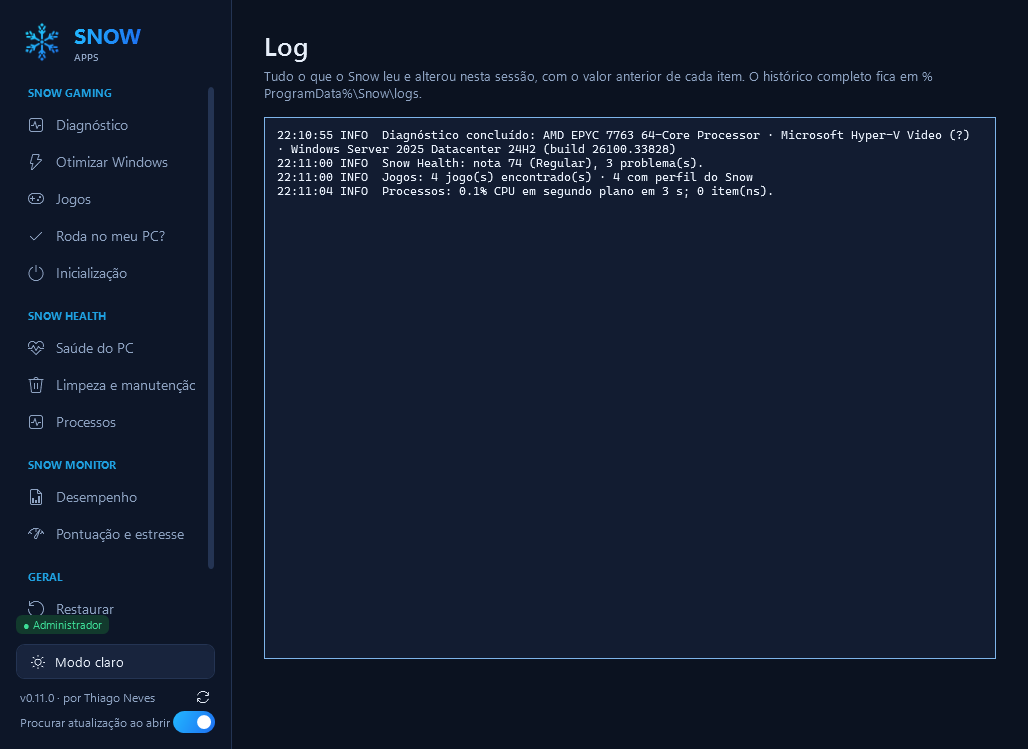 SNOW
APPS
SNOW GAMING
Diagnóstico
Otimizar Windows
Jogos
Roda no meu PC?
Inicialização
SNOW HEALTH
Saúde do PC
Limpeza e manutenção
Processos
SNOW MONITOR
Desempenho
Pontuação e estresse
GERAL
Restaurar
Administrador
Modo claro
v0.11.0 · por Thiago Neves
Procurar atualização ao abrir
Log
Tudo o que o Snow leu e alterou nesta sessão, com o valor anterior de cada item. O histórico completo fica em %
ProgramData%\Snow\logs.
22:10:55 INFO  Diagnóstico concluído: AMD EPYC 7763 64-Core Processor · Microsoft Hyper-V Video (?)
· Windows Server 2025 Datacenter 24H2 (build 26100.33828)
22:11:00 INFO  Snow Health: nota 74 (Regular), 3 problema(s).
22:11:00 INFO  Jogos: 4 jogo(s) encontrado(s) · 4 com perfil do Snow
22:11:04 INFO  Processos: 0.1% CPU em segundo plano em 3 s; 0 item(ns).